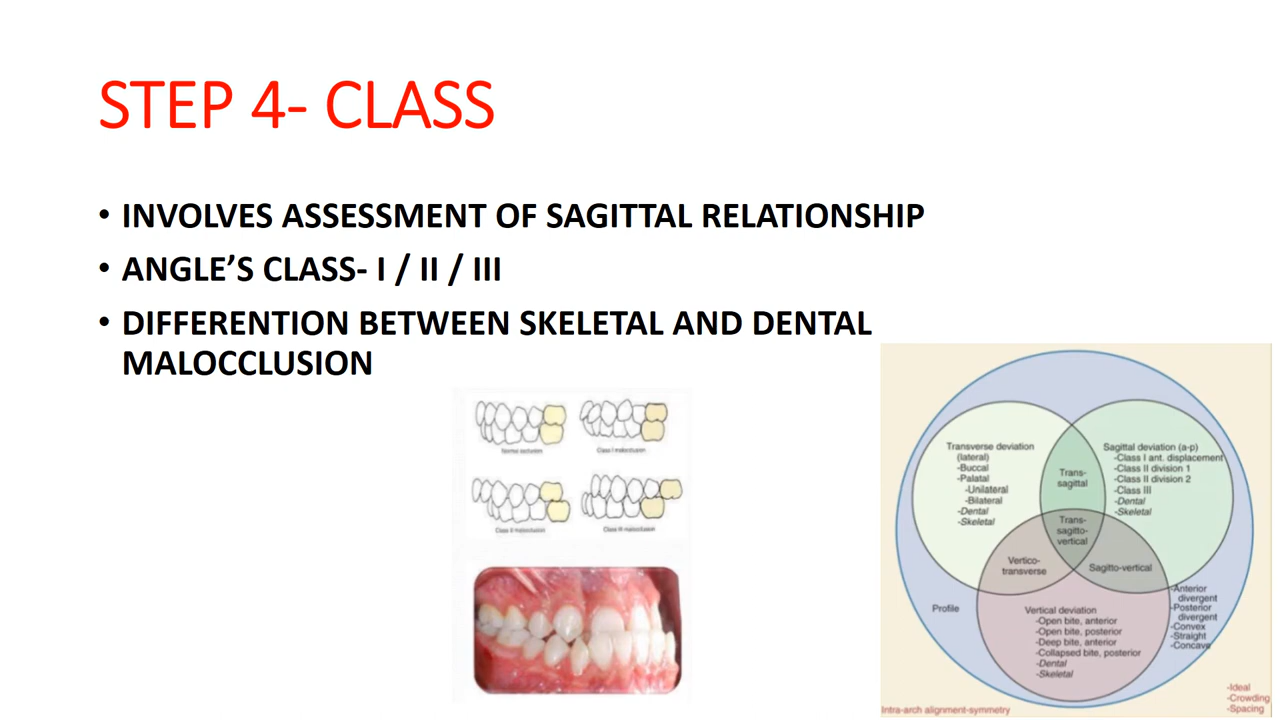 STEP 4- CLASS
• INVOLVES ASSESSMENT OF SAGITTAL RELATIONSHIP
• ANGLE’S CLASS- I / II / III
• DIFFERENTION BETWEEN SKELETAL AND DENTAL
MALOCCLUSION
Normal occlusion
Class I malocclusion
Class II malocclusion
Class III malocclusion
Transverse deviation
(lateral)
-Buccal
-Palatal
-Unilateral
-Bilateral
-Dental
-Skeletal
Trans-
sagittal
Sagittal deviation (a-p)
-Class I ant. displacement
-Class II division 1
-Class II division 2
-Class III
-Dental
-Skeletal
Trans-
sagitto-
vertical
Vertico-
transverse
Sagitto-vertical
Profile
Vertical deviation
-Open bite, anterior
-Open bite, posterior
-Deep bite, anterior
-Collapsed bite, posterior
-Dental
-Skeletal
-Anterior
divergent
-Posterior
divergent
-Convex
-Straight
-Concave
Intra-arch alignment-symmetry
-Ideal
-Crowding
-Spacing